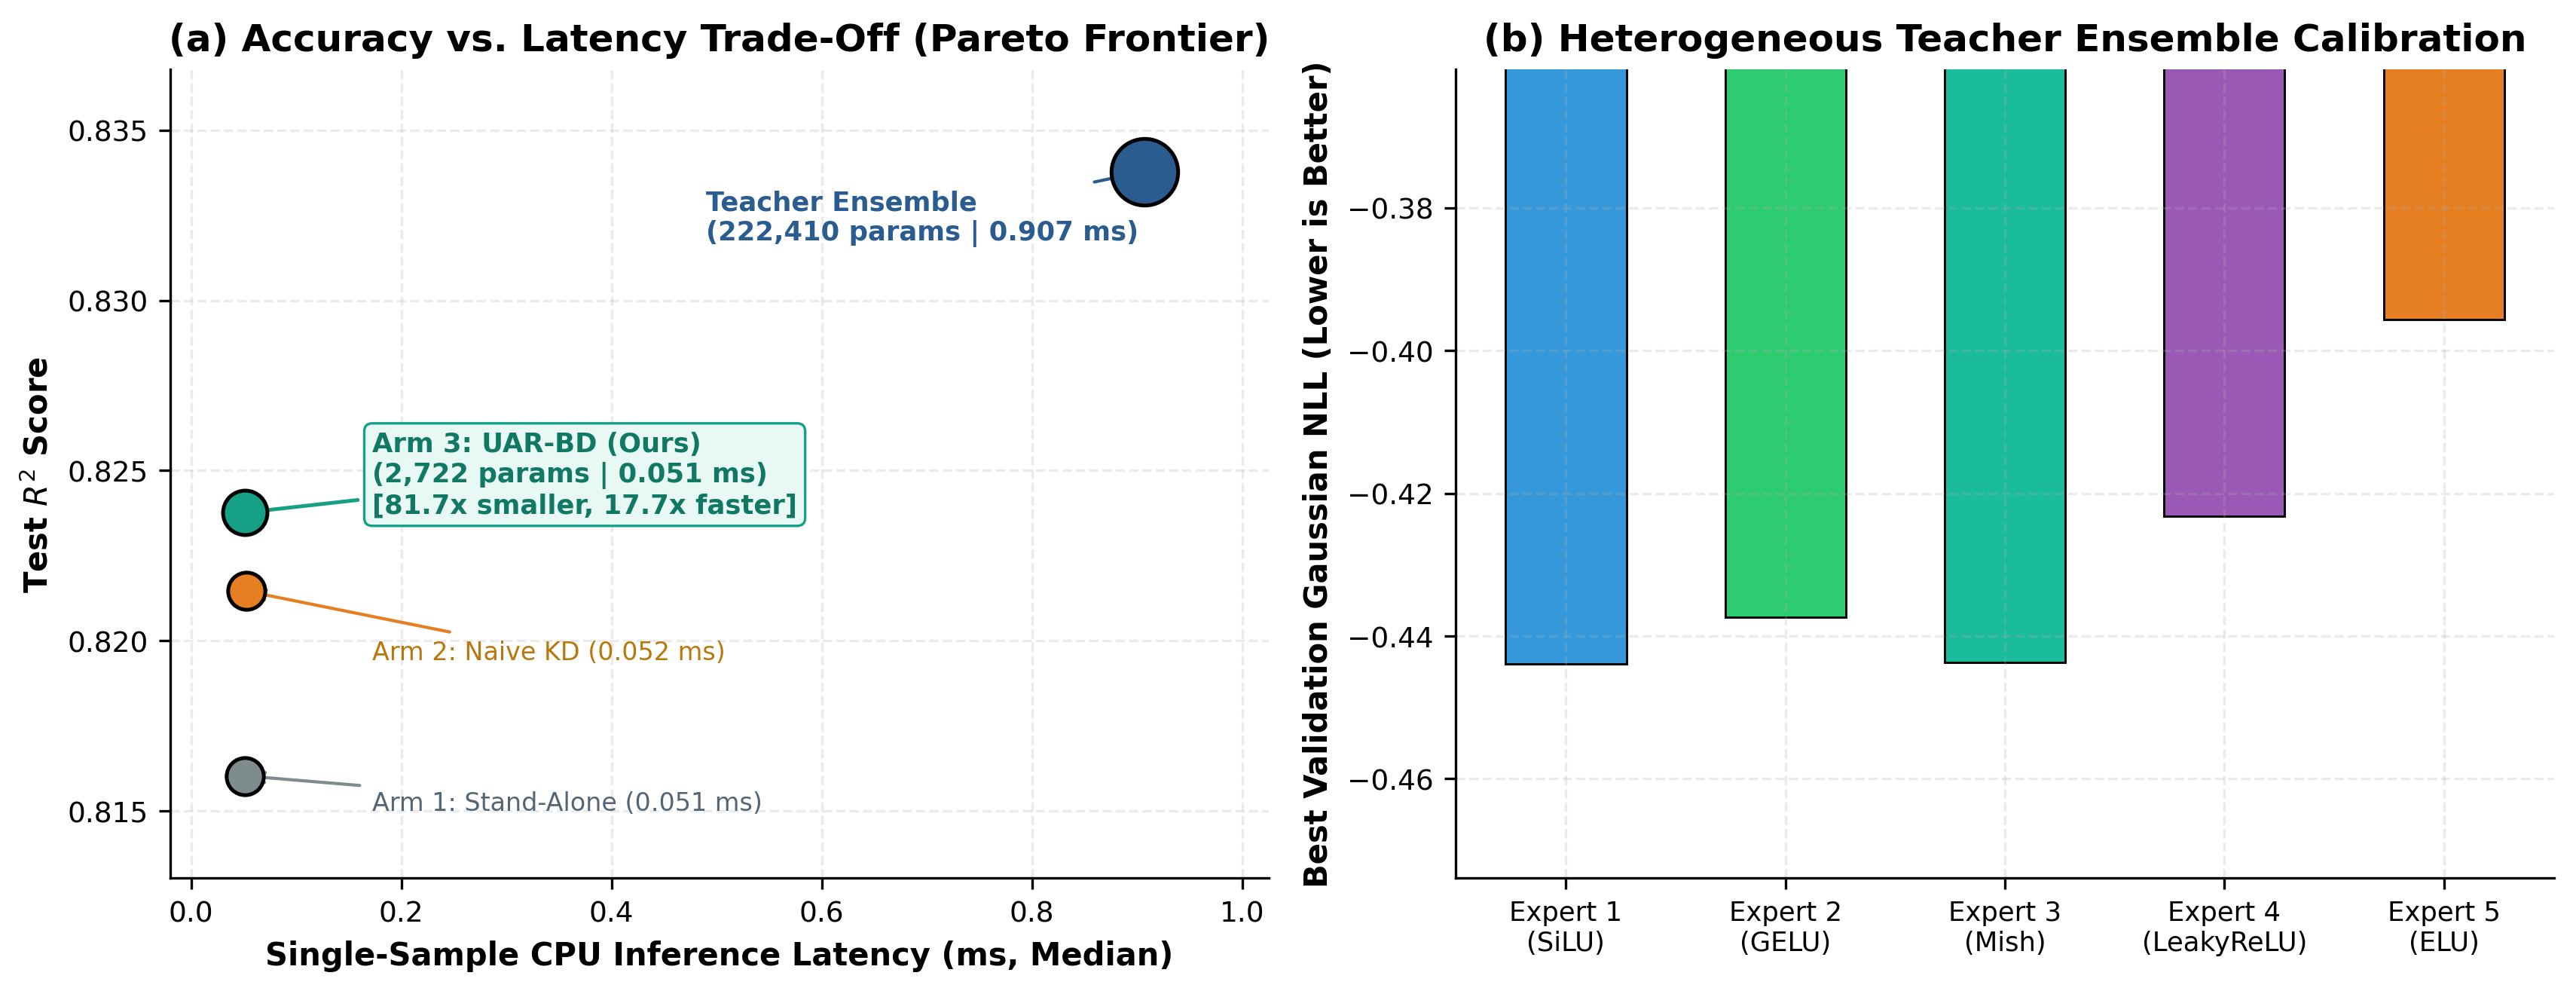 (a) Accuracy vs. Latency Trade-Off (Pareto Frontier)
Test R² Score
0.835
0.830
0.825
0.820
0.815
Teacher Ensemble
(222,410 params | 0.907 ms)
Arm 3: UAR-BD (Ours)
(2,722 params | 0.051 ms)
[81.7x smaller, 17.7x faster]
Arm 2: Naive KD (0.052 ms)
Arm 1: Stand-Alone (0.051 ms)
0.0 0.2 0.4 0.6 0.8 1.0
Single-Sample CPU Inference Latency (ms, Median)
(b) Heterogeneous Teacher Ensemble Calibration
Best Validation Gaussian NLL (Lower is Better)
−0.38
−0.40
−0.42
−0.44
−0.46
Expert 1 Expert 2 Expert 3 Expert 4 Expert 5
(SiLU) (GELU) (Mish) (LeakyReLU) (ELU)